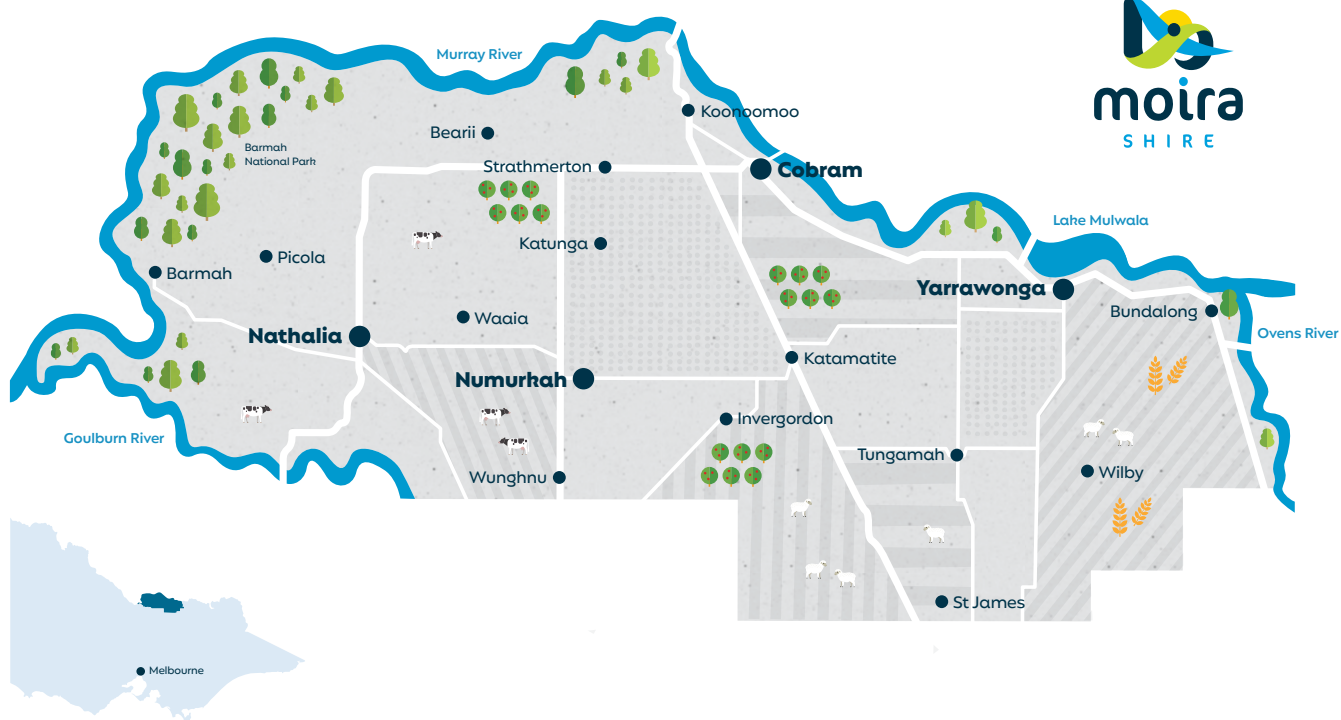 moira
SHIRE
Murray River
Koonoomoo
Bearii
Barmah
National Park
Strathmerton
Cobram
Lake Mulwala
Katunga
Picola
Barmah
Yarrawonga
Bundalong
Waaia
Ovens River
Nathalia
Katamatite
Numurkah
Invergordon
Goulburn River
Tungamah
Wunghnu
Wilby
St James
Melbourne